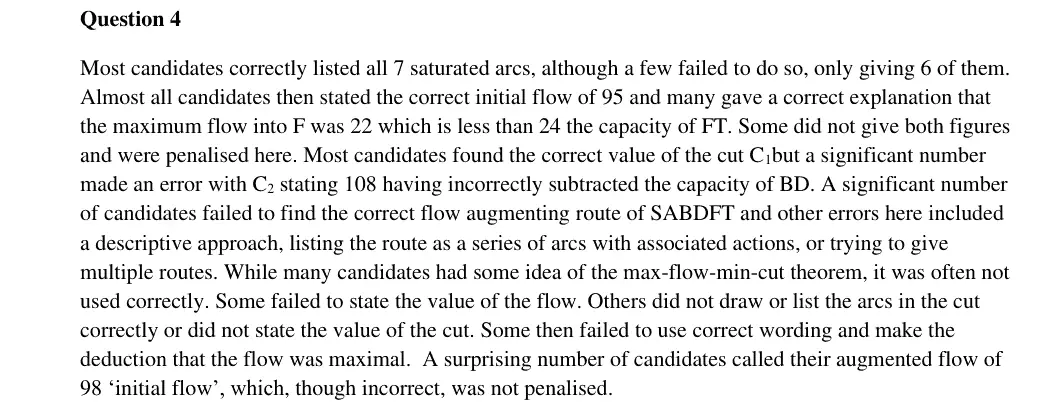 Question 4
Most candidates correctly listed all 7 saturated arcs, although a few failed to do so, only giving 6 of them.
Almost all candidates then stated the correct initial flow of 95 and many gave a correct explanation that
the maximum flow into F was 22 which is less than 24 the capacity of FT. Some did not give both figures
and were penalised here. Most candidates found the correct value of the cut C₁but a significant number
made an error with C₂ stating 108 having incorrectly subtracted the capacity of BD. A significant number
of candidates failed to find the correct flow augmenting route of SABDFT and other errors here included
a descriptive approach, listing the route as a series of arcs with associated actions, or trying to give
multiple routes. While many candidates had some idea of the max-flow-min-cut theorem, it was often not
used correctly. Some failed to state the value of the flow. Others did not draw or list the arcs in the cut
correctly or did not state the value of the cut. Some then failed to use correct wording and make the
deduction that the flow was maximal.  A surprising number of candidates called their augmented flow of
98 ‘initial flow’, which, though incorrect, was not penalised.